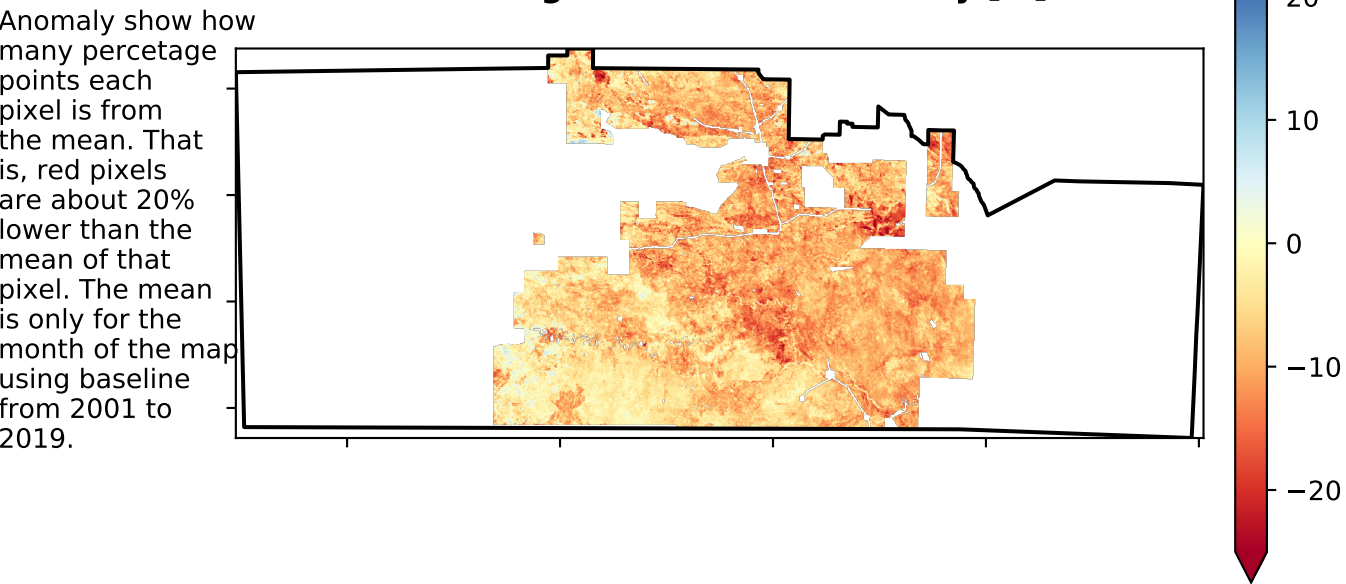 Anomaly show how
many percetage
points each
pixel is from
the mean. That
is, red pixels
are about 20%
lower than the
mean of that
pixel. The mean
is only for the
month of the map
using baseline
from 2001 to
2019.
20
10
0
−10
−20